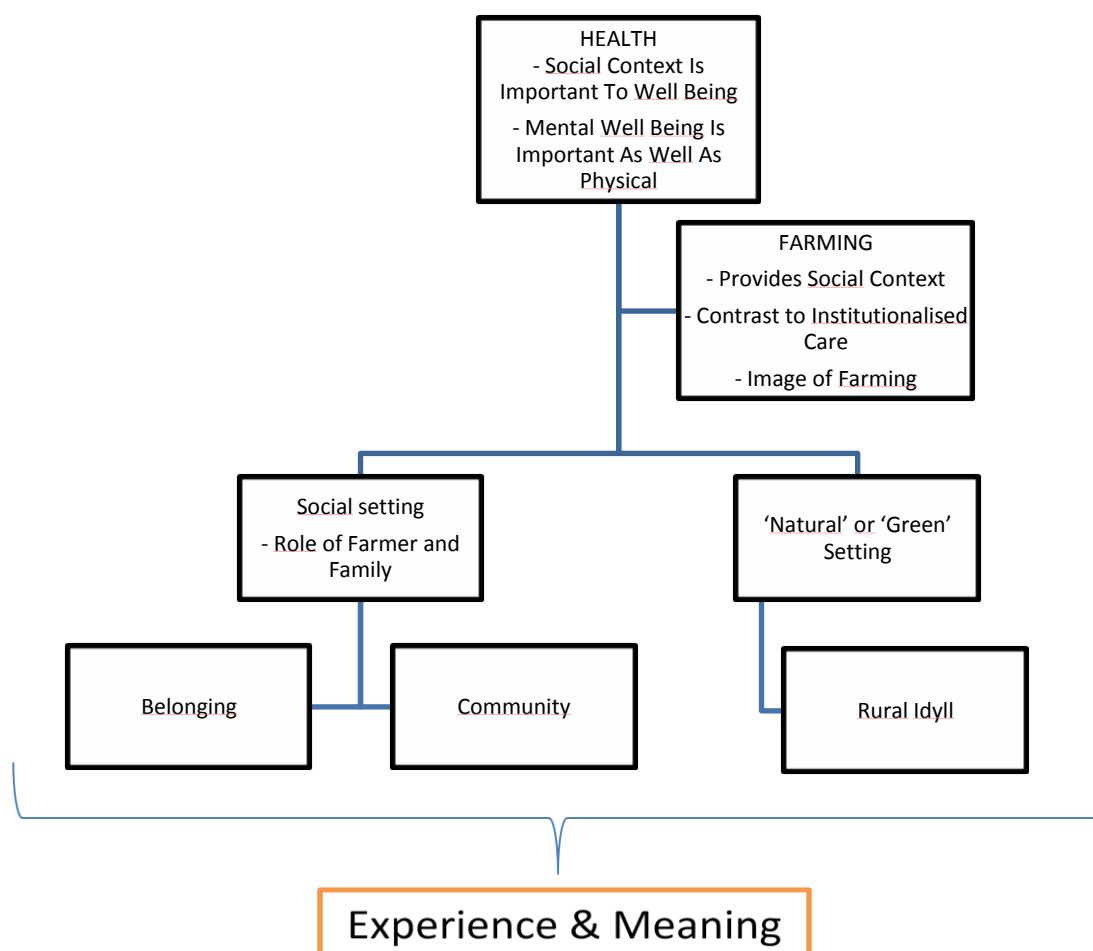 HEALTH
- Social Context Is
Important To Well Being
- Mental Well Being Is
Important As Well As
Physical
FARMING
- Provides Social Context
- Contrast to Institutionalised
Care
- Image of Farming
Social setting
- Role of Farmer and
Family
‘Natural’ or ‘Green’
Setting
Belonging
Community
Rural Idyll
Experience & Meaning